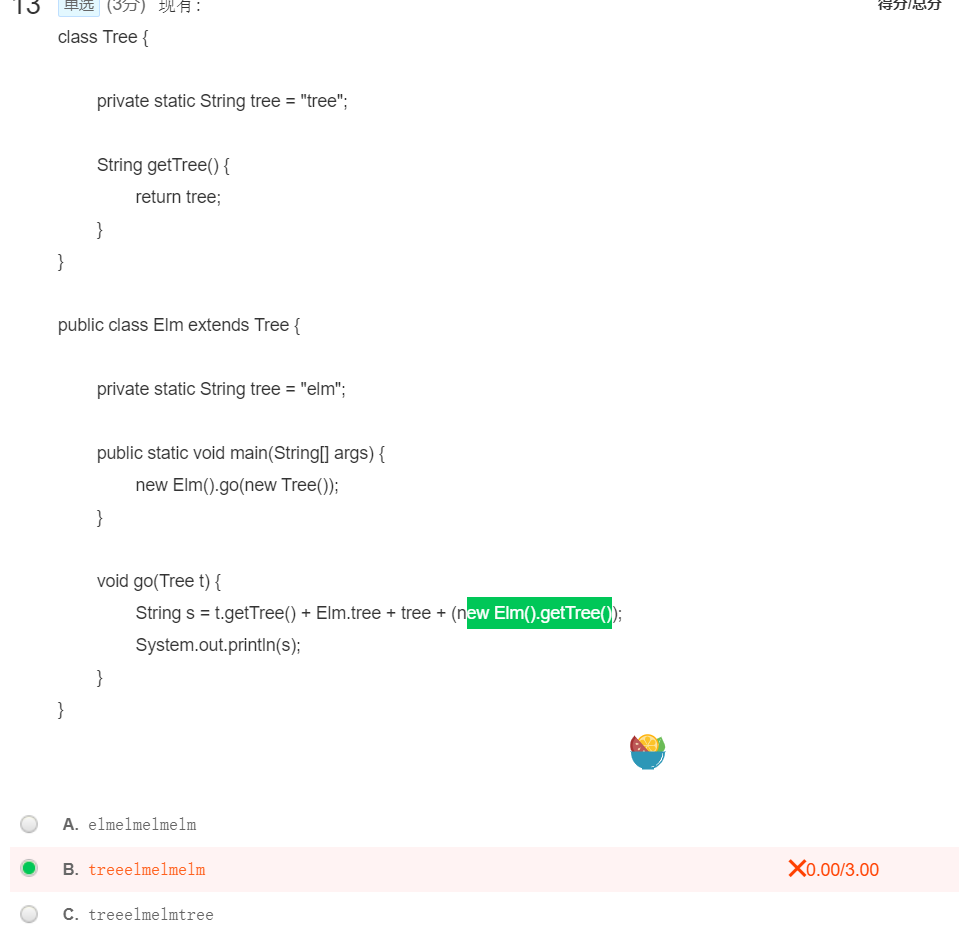 13 单选 (3分) 现有： 得分/总分
class Tree {
private static String tree = "tree";
String getTree() {
return tree;
}
}
public class Elm extends Tree {
private static String tree = "elm";
public static void main(String[] args) {
new Elm().go(new Tree());
}
void go(Tree t) {
String s = t.getTree() + Elm.tree + tree + (new Elm().getTree());
System.out.println(s);
}
}
A. elmelmelmelm
B. treeelmelmelm ❌0.00/3.00
C. treeelmelmtree